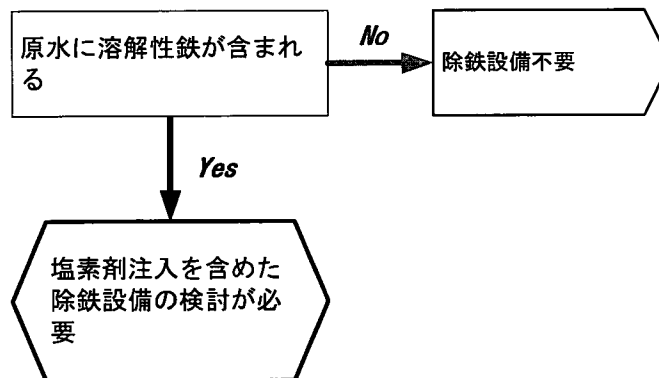 原水に溶解性鉄が含まれ
る
No
除鉄設備不要
Yes
塩素剤注入を含めた
除鉄設備の検討が必
要